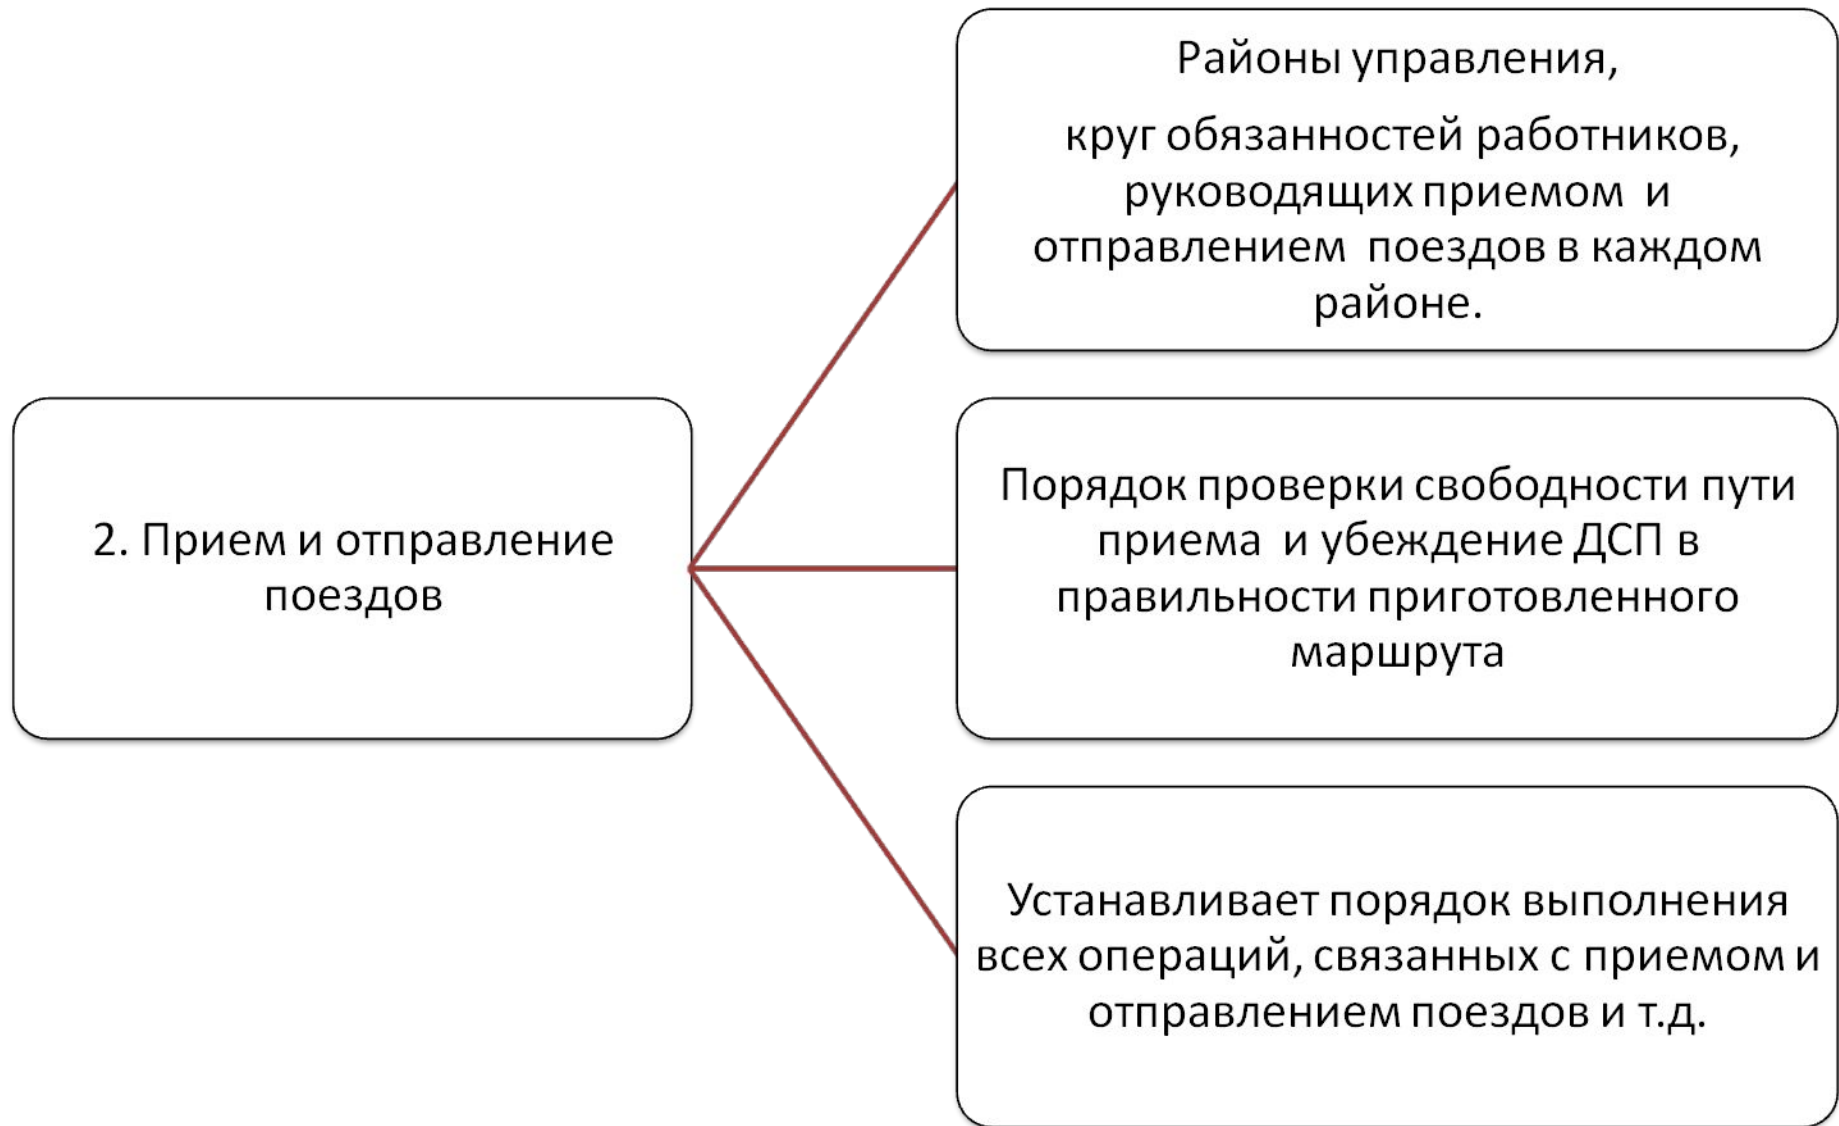 Районы управления,
круг обязанностей работников,
руководящих приемом и
отправлением поездов в каждом
районе.
2. Прием и отправление
поездов
Порядок проверки свободности пути
приема и убеждение ДСП в
правильности приготовленного
маршрута
Устанавливает порядок выполнения
всех операций, связанных с приемом и
отправлением поездов и т.д.